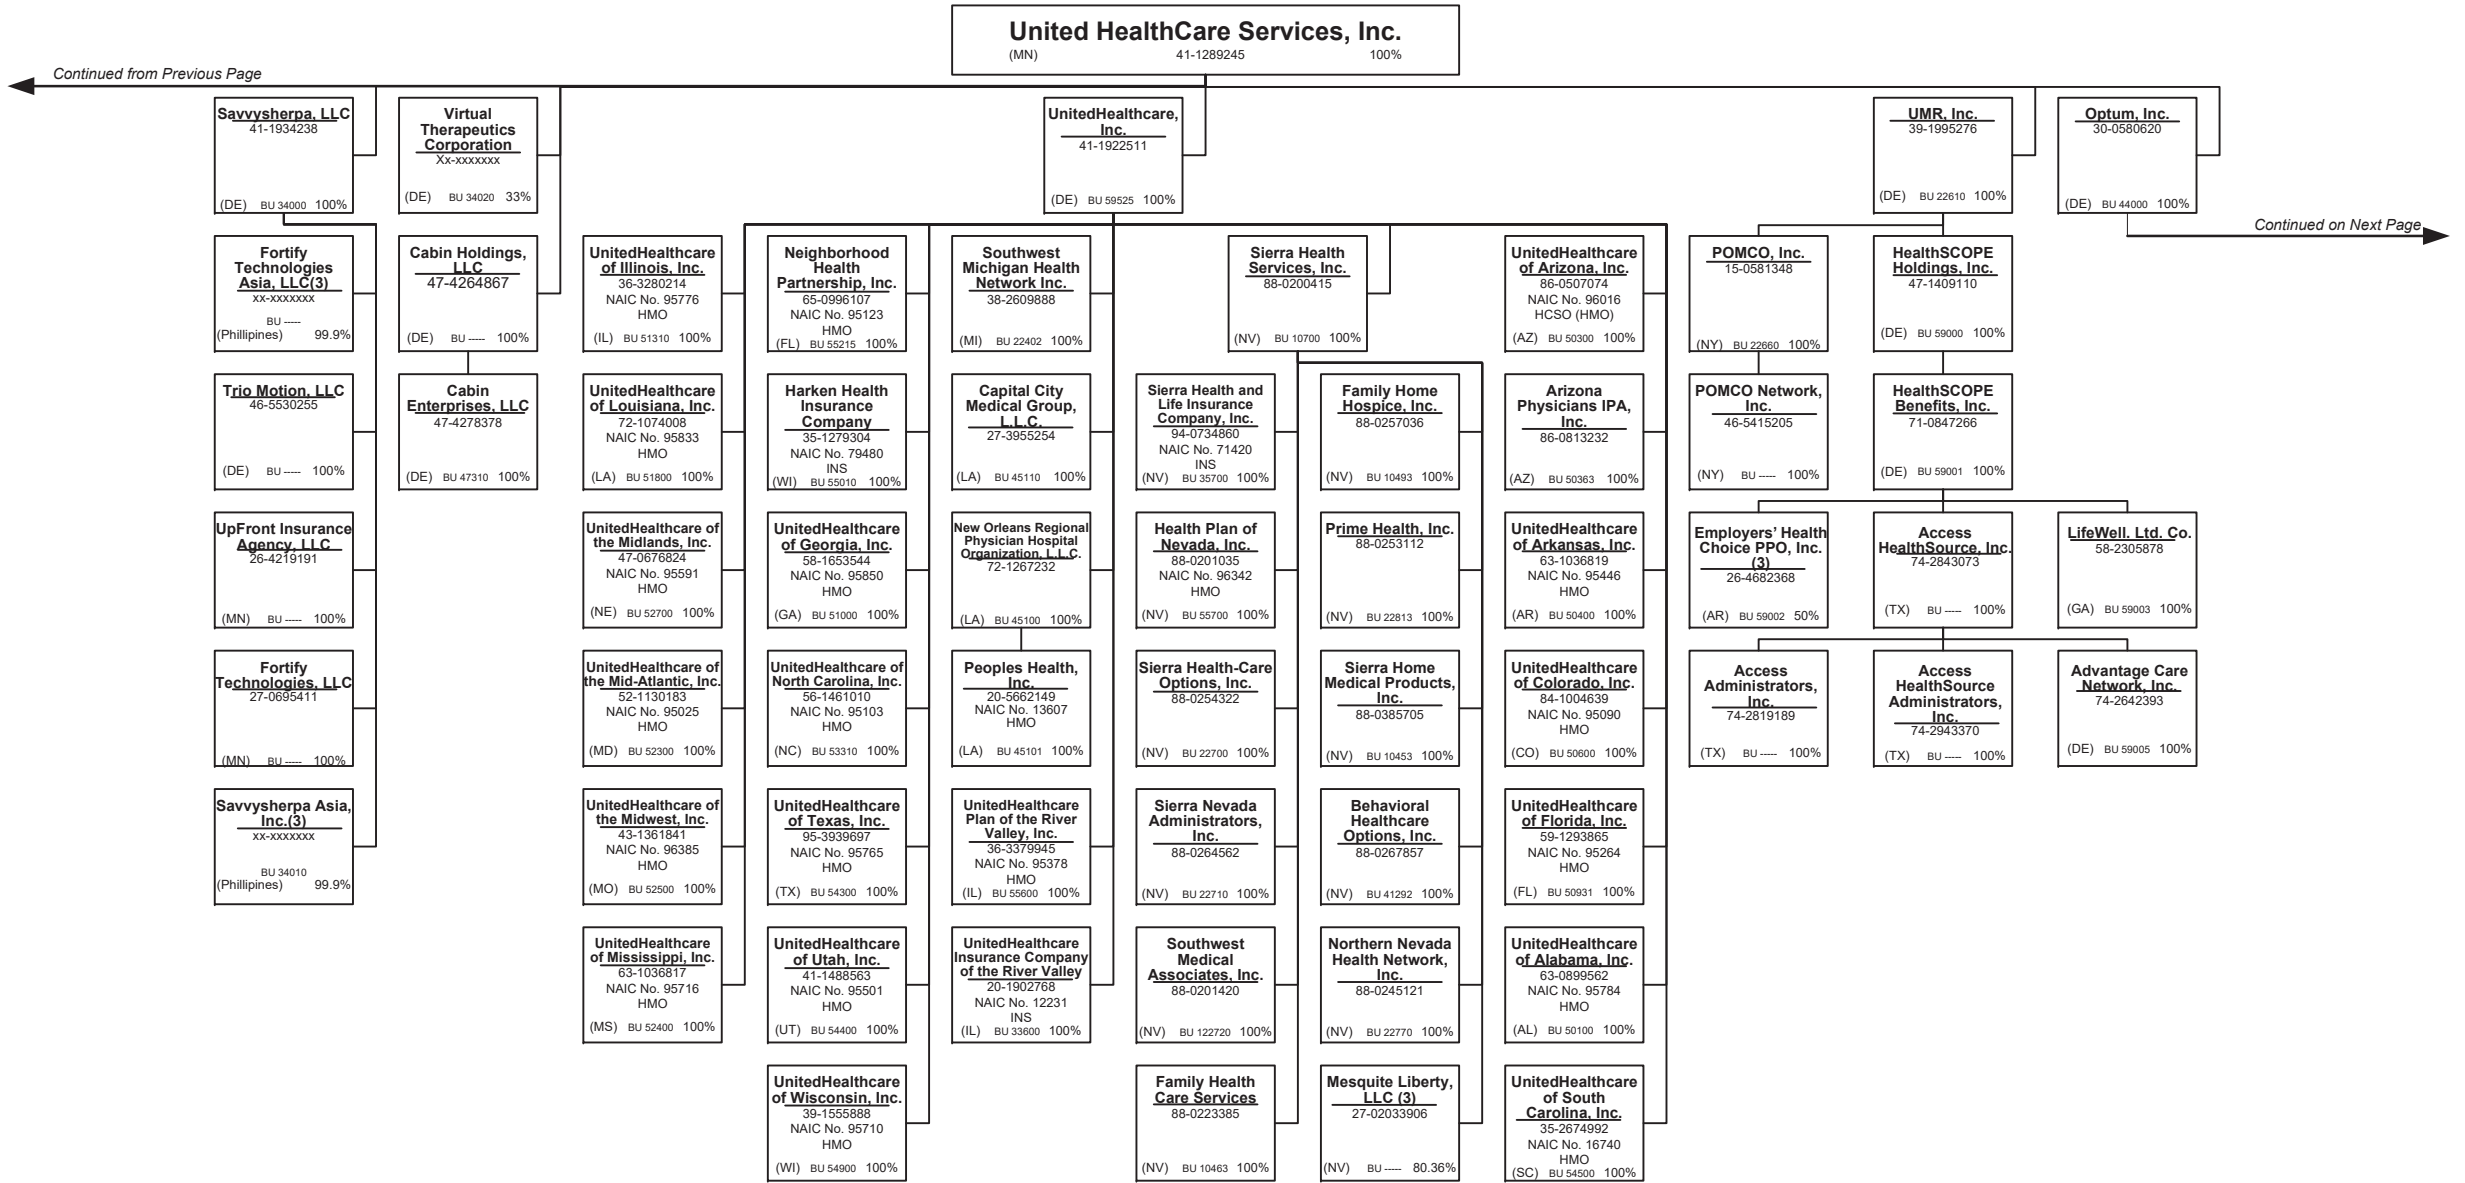 United HealthCare Services, Inc.
(MN) 41-1289245 100%
Continued from Previous Page
Savvysherpa, LLC
41-1934238
(DE) BU 34000 100%
Virtual
Therapeutics
Corporation
Xx-xxxxxxx
(DE) BU 34020 33%
UnitedHealthcare,
Inc.
41-1922511
(DE) BU 59525 100%
UMR, Inc.
39-1995276
(DE) BU 22610 100%
Optum, Inc.
30-0580620
(DE) BU 44000 100%
Continued on Next Page
Fortify
Technologies
Asia, LLC(3)
xx-xxxxxxx
BU -----
(Phillipines) 99.9%
Cabin Holdings,
LLC
47-4264867
(DE) BU ----- 100%
UnitedHealthcare
of Illinois, Inc.
36-3280214
NAIC No. 95776
HMO
(IL) BU 51310 100%
Neighborhood
Health
Partnership, Inc.
65-0996107
NAIC No. 95123
HMO
(FL) BU 55215 100%
Southwest
Michigan Health
Network Inc.
38-2609888
(MI) BU 22402 100%
Sierra Health
Services, Inc.
88-0200415
(NV) BU 10700 100%
UnitedHealthcare
of Arizona, Inc.
86-0507074
NAIC No. 96016
HCSO (HMO)
(AZ) BU 50300 100%
POMCO, Inc.
15-0581348
(NY) BU 22660 100%
HealthSCOPE
Holdings, Inc.
47-1409110
(DE) BU 59000 100%
Trio Motion, LLC
46-5530255
(DE) BU ----- 100%
Cabin
Enterprises, LLC
47-4278378
(DE) BU 47310 100%
UnitedHealthcare
of Louisiana, Inc.
72-1074008
NAIC No. 95833
HMO
(LA) BU 51800 100%
Harken Health
Insurance
Company
35-1279304
NAIC No. 79480
INS
(WI) BU 55010 100%
Capital City
Medical Group,
L.L.C.
27-3955254
(LA) BU 45110 100%
Sierra Health and
Life Insurance
Company, Inc.
94-0734860
NAIC No. 71420
INS
(NV) BU 35700 100%
Family Home
Hospice, Inc.
88-0257036
(NV) BU 10493 100%
Arizona
Physicians IPA,
Inc.
86-0813232
(AZ) BU 50363 100%
POMCO Network,
Inc.
46-5415205
(NY) BU ----- 100%
HealthSCOPE
Benefits, Inc.
71-0847266
(DE) BU 59001 100%
UpFront Insurance
Agency, LLC
26-4219191
(MN) BU ----- 100%
UnitedHealthcare of
the Midlands, Inc.
47-0676824
NAIC No. 95591
HMO
(NE) BU 52700 100%
UnitedHealthcare
of Georgia, Inc.
58-1653544
NAIC No. 95850
HMO
(GA) BU 51000 100%
New Orleans Regional
Physician Hospital
Organization, L.L.C.
72-1267232
(LA) BU 45100 100%
Health Plan of
Nevada, Inc.
88-0201035
NAIC No. 96342
HMO
(NV) BU 55700 100%
Prime Health, Inc.
88-0253112
(NV) BU 22813 100%
UnitedHealthcare
of Arkansas, Inc.
63-1036819
NAIC No. 95446
HMO
(AR) BU 50400 100%
Employers’ Health
Choice PPO, Inc.
(3)
26-4682368
(AR) BU 59002 50%
Access
HealthSource, Inc.
74-2843073
(TX) BU ----- 100%
LifeWell. Ltd. Co.
58-2305878
(GA) BU 59003 100%
Fortify
Technologies, LLC
27-0695411
(MN) BU ----- 100%
UnitedHealthcare of
the Mid-Atlantic, Inc.
52-1130183
NAIC No. 95025
HMO
(MD) BU 52300 100%
UnitedHealthcare of
North Carolina, Inc.
56-1461010
NAIC No. 95103
HMO
(NC) BU 53310 100%
Peoples Health,
Inc.
20-5662149
NAIC No. 13607
HMO
(LA) BU 45101 100%
Sierra Health-Care
Options, Inc.
88-0254322
(NV) BU 22700 100%
Sierra Home
Medical Products,
Inc.
88-0385705
(NV) BU 10453 100%
UnitedHealthcare
of Colorado, Inc.
84-1004639
NAIC No. 95090
HMO
(CO) BU 50600 100%
Access
Administrators,
Inc.
74-2819189
(TX) BU ----- 100%
Access
HealthSource
Administrators,
Inc.
74-2943370
(TX) BU ----- 100%
Advantage Care
Network, Inc.
74-2642393
(DE) BU 59005 100%
Savvysherpa Asia,
Inc.(3)
xx-xxxxxxx
BU 34010
(Phillipines) 99.9%
UnitedHealthcare of
the Midwest, Inc.
43-1361841
NAIC No. 96385
HMO
(MO) BU 52500 100%
UnitedHealthcare
of Texas, Inc.
95-3939697
NAIC No. 95765
HMO
(TX) BU 54300 100%
UnitedHealthcare
Plan of the River
Valley, Inc.
36-3379945
NAIC No. 95378
HMO
(IL) BU 55600 100%
Sierra Nevada
Administrators,
Inc.
88-0264562
(NV) BU 22710 100%
Behavioral
Healthcare
Options, Inc.
88-0267857
(NV) BU 41292 100%
UnitedHealthcare
of Florida, Inc.
59-1293865
NAIC No. 95264
HMO
(FL) BU 50931 100%
UnitedHealthcare
of Mississippi, Inc.
63-1036817
NAIC No. 95716
HMO
(MS) BU 52400 100%
UnitedHealthcare
of Utah, Inc.
41-1488563
NAIC No. 95501
HMO
(UT) BU 54400 100%
UnitedHealthcare
Insurance Company
of the River Valley
20-1902768
NAIC No. 12231
INS
(IL) BU 33600 100%
Southwest
Medical
Associates, Inc.
88-0201420
(NV) BU 122720 100%
Northern Nevada
Health Network,
Inc.
88-0245121
(NV) BU 22770 100%
UnitedHealthcare
of Alabama, Inc.
63-0899562
NAIC No. 95784
HMO
(AL) BU 50100 100%
UnitedHealthcare
of Wisconsin, Inc.
39-1555888
NAIC No. 95710
HMO
(WI) BU 54900 100%
Family Health
Care Services
88-0223385
(NV) BU 10463 100%
Mesquite Liberty,
LLC (3)
27-02033906
(NV) BU ----- 80.36%
UnitedHealthcare
of South
Carolina, Inc.
35-2674992
NAIC No. 16740
HMO
(SC) BU 54500 100%